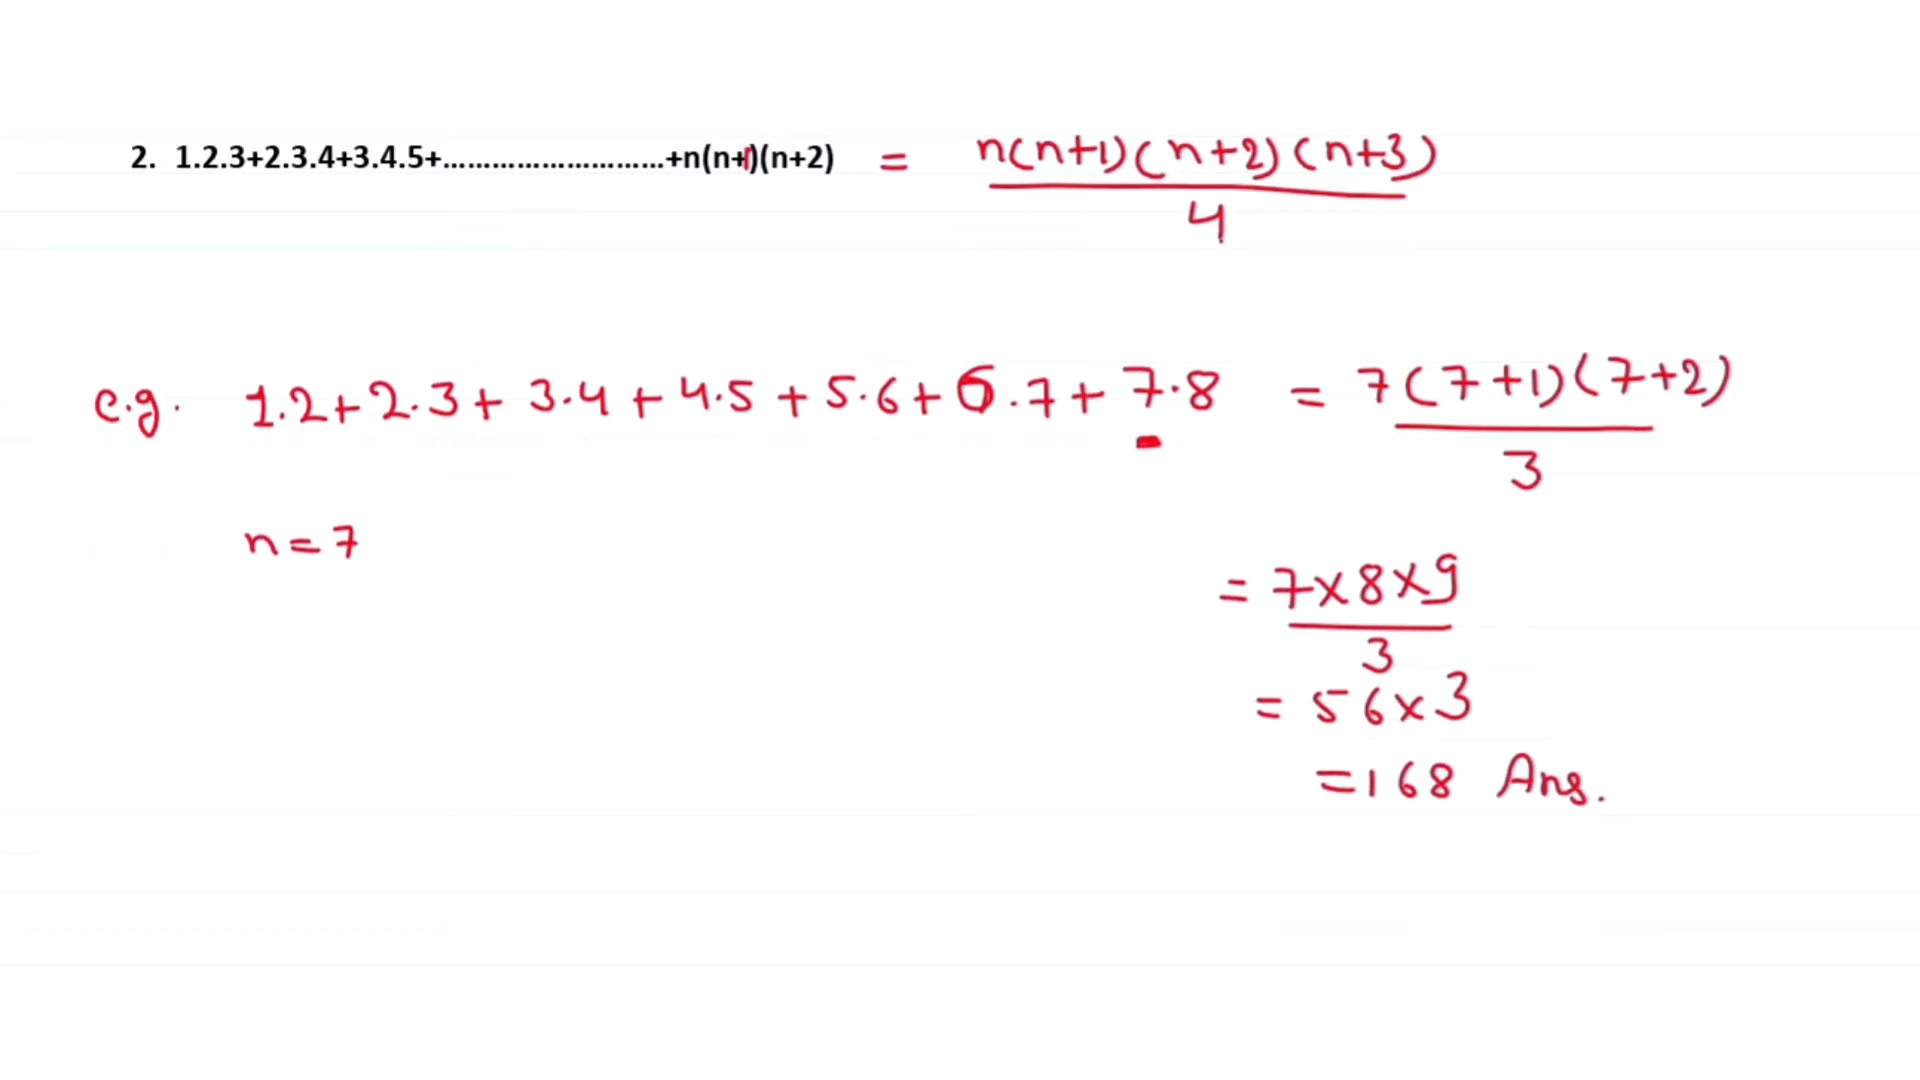 2. 1.2.3+2.3.4+3.4.5+..............................+n(n+1)(n+2) = n(n+1)(n+2)(n+3)
4
e.g. 1.2+2.3+3.4+4.5+5.6+6.7+7.8 = 7(7+1)(7+2)
3
n=7
= 7x8x9
3
= 56x3
=168 Ans.